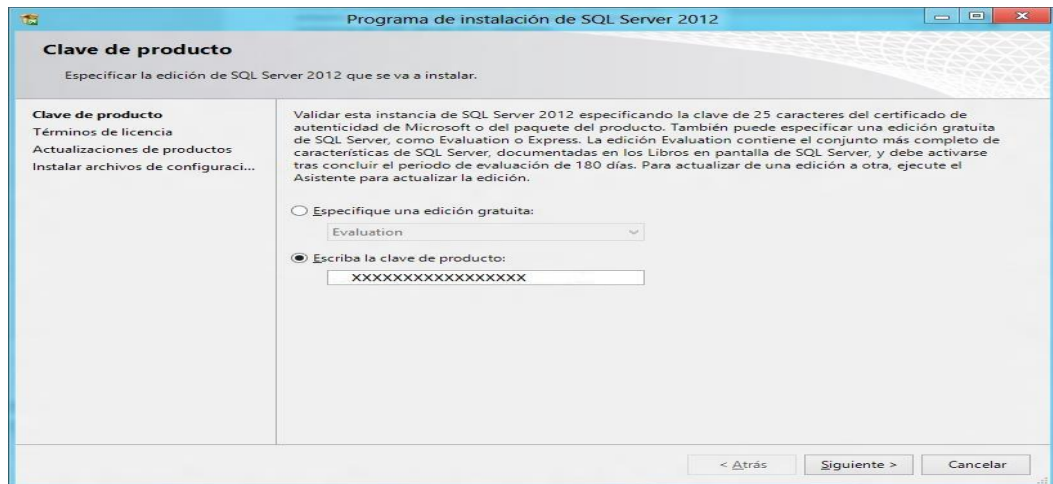 Programa de instalación de SQL Server 2012
Clave de producto
Especificar la edición de SQL Server 2012 que se va a instalar.
Clave de producto
Términos de licencia
Actualizaciones de productos
Instalar archivos de configuraci...
Validar esta instancia de SQL Server 2012 especificando la clave de 25 caracteres del certificado de
autenticidad de Microsoft o del paquete del producto. También puede especificar una edición gratuita
de SQL Server, como Evaluation o Express. La edición Evaluation contiene el conjunto más completo de
características de SQL Server, documentadas en los Libros en pantalla de SQL Server, y debe activarse
tras concluir el período de evaluación de 180 días. Para actualizar de una edición a otra, ejecute el
Asistente para actualizar la edición.
Especifique una edición gratuita:
Evaluation
Escriba la clave de producto:
XXXXXXXXXXXXXXXXX
< Atrás
Siguiente >
Cancelar